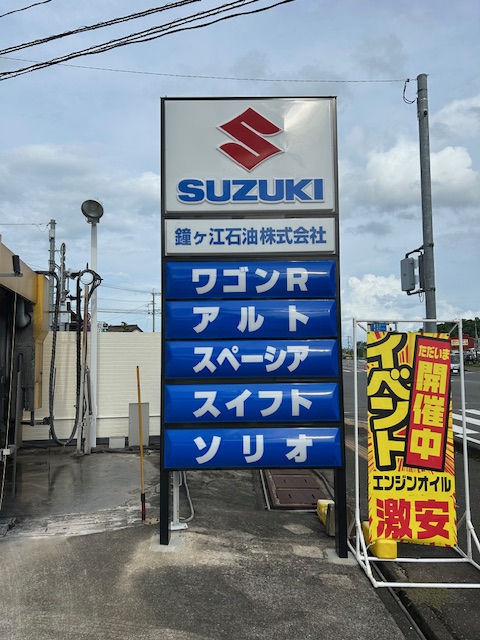 SUZUKI
鐘ヶ江石油株式会社
ワゴンR
アルト
スペーシア
スイフト
ソリオ
ただいま
開催中
イベント
エンジンオイル
激安